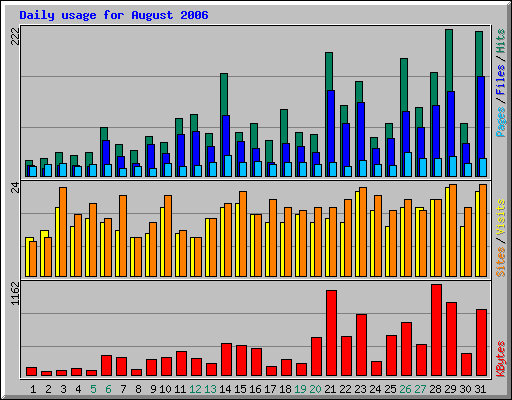 Daily usage for August 2006
222
Pages / Files / Hits
24
Sites / Visits
1162
KBytes
1 2 3 4 5 6 7 8 9 10 11 12 13 14 15 16 17 18 19 20 21 22 23 24 25 26 27 28 29 30 31